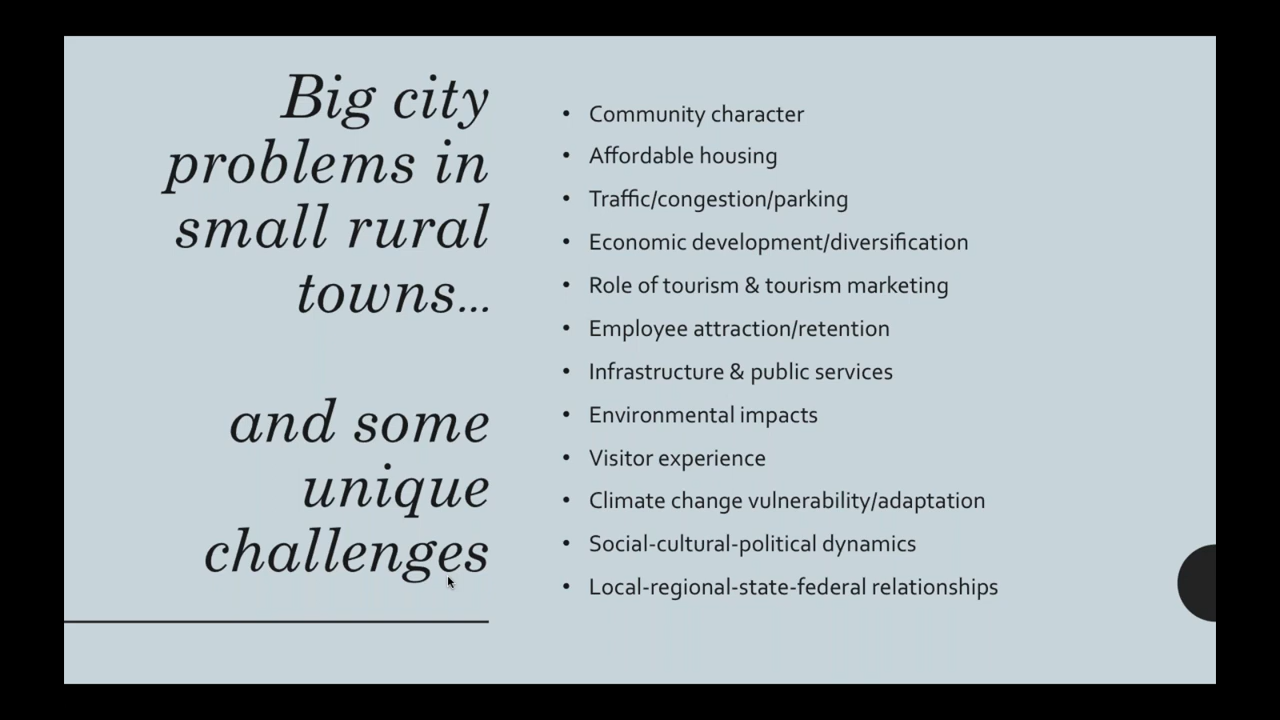 Big city
problems in
small rural
towns...
and some
unique
challenges
• Community character
• Affordable housing
• Traffic/congestion/parking
• Economic development/diversification
• Role of tourism & tourism marketing
• Employee attraction/retention
• Infrastructure & public services
• Environmental impacts
• Visitor experience
• Climate change vulnerability/adaptation
• Social-cultural-political dynamics
• Local-regional-state-federal relationships